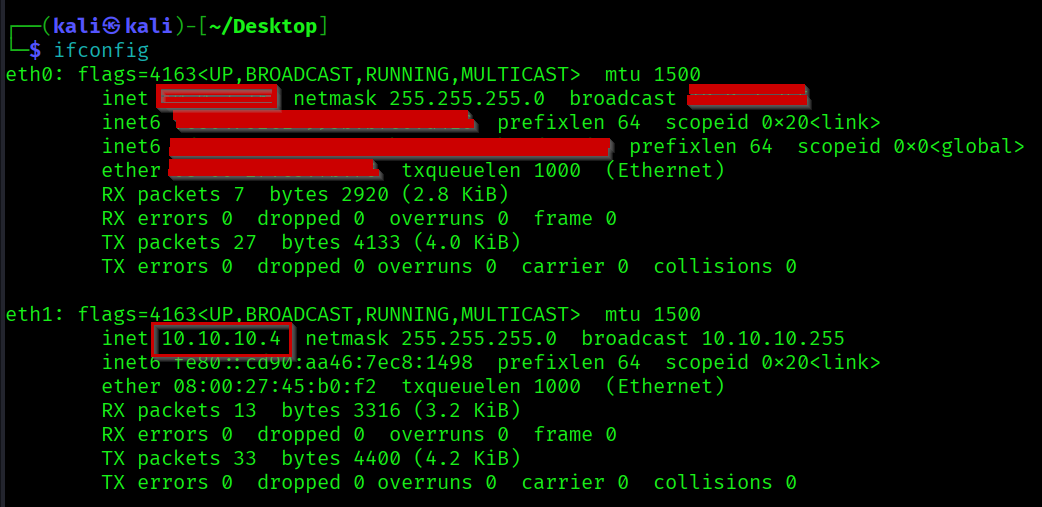 ┌──(kali㉿kali)-[~/Desktop]
└─$ ifconfig
eth0: flags=4163<UP,BROADCAST,RUNNING,MULTICAST>  mtu 1500
inet netmask 255.255.255.0  broadcast
inet6 prefixlen 64  scopeid 0×20<link>
inet6 prefixlen 64  scopeid 0×0<global>
ether txqueuelen 1000  (Ethernet)
RX packets 7  bytes 2920 (2.8 KiB)
RX errors 0  dropped 0  overruns 0  frame 0
TX packets 27  bytes 4133 (4.0 KiB)
TX errors 0  dropped 0 overruns 0  carrier 0  collisions 0
eth1: flags=4163<UP,BROADCAST,RUNNING,MULTICAST>  mtu 1500
inet 10.10.10.4  netmask 255.255.255.0  broadcast 10.10.10.255
inet6 fe80::cd90:aa46:7ec8:1498  prefixlen 64  scopeid 0×20<link>
ether 08:00:27:45:b0:f2  txqueuelen 1000  (Ethernet)
RX packets 13  bytes 3316 (3.2 KiB)
RX errors 0  dropped 0  overruns 0  frame 0
TX packets 33  bytes 4400 (4.2 KiB)
TX errors 0  dropped 0 overruns 0  carrier 0  collisions 0